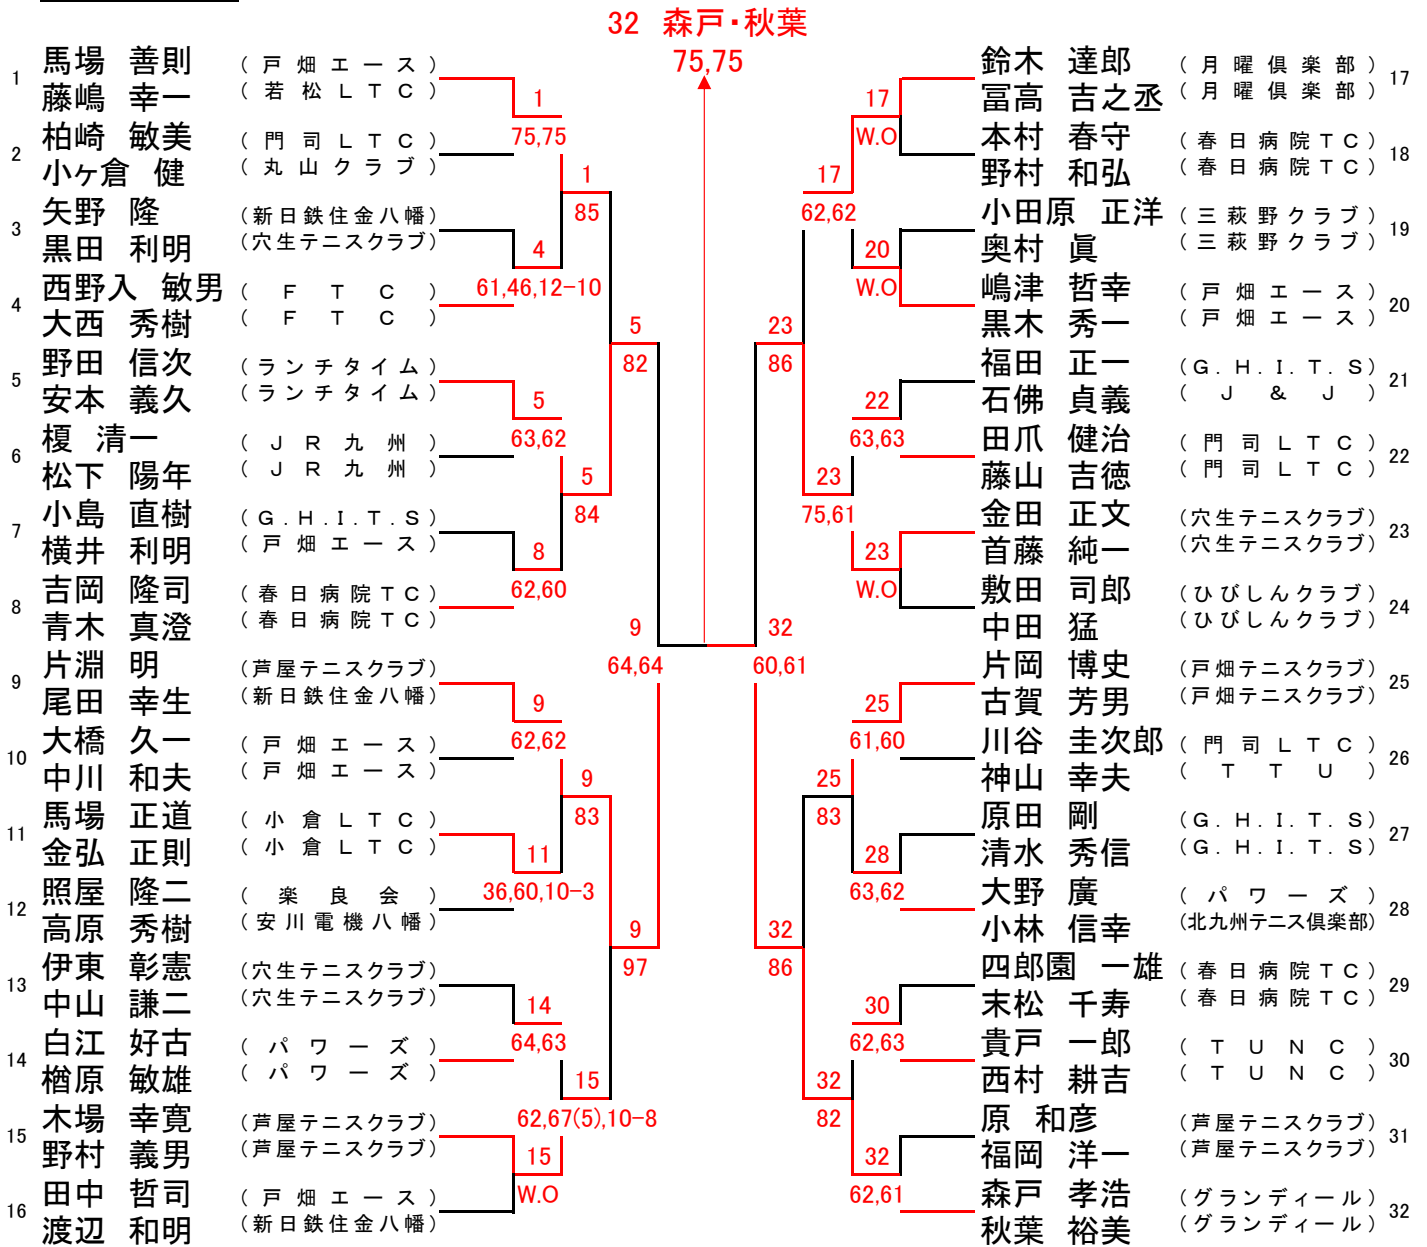 32 森戸・秋葉
75,75
1 馬場 善則 (戸畑エース)
藤嶋 幸一 (若松LTC)
2 柏崎 敏美 (門司LTC)
小ヶ倉 健 (丸山クラブ)
3 矢野 隆 (新日鉄住金八幡)
黒田 利明 (穴生テニスクラブ)
4 西野入 敏男 (FTC)
大西 秀樹 (FTC)
5 野田 信次 (ランチタイム)
安本 義久 (ランチタイム)
6 榎 清一 (JR九州)
松下 陽年 (JR九州)
7 小島 直樹 (G.H.I.T.S)
横井 利明 (戸畑エース)
8 吉岡 隆司 (春日病院TC)
青木 真澄 (春日病院TC)
9 片淵 明 (芦屋テニスクラブ)
尾田 幸生 (新日鉄住金八幡)
10 大橋 久一 (戸畑エース)
中川 和夫 (戸畑エース)
11 馬場 正道 (小倉LTC)
金弘 正則 (小倉LTC)
12 照屋 隆二 (楽良会)
高原 秀樹 (安川電機八幡)
13 伊東 彰憲 (穴生テニスクラブ)
中山 謙二 (穴生テニスクラブ)
14 白江 好古 (パワーズ)
楢原 敏雄 (パワーズ)
15 木場 幸寛 (芦屋テニスクラブ)
野村 義男 (芦屋テニスクラブ)
16 田中 哲司 (戸畑エース)
渡辺 和明 (新日鉄住金八幡)
1
75,75
4
61,46,12-10
5
63,62
8
62,60
9
62,62
11
36,60,10-3
14
64,63
15
W.O
1
85
5
84
9
83
15
62,67(5),10-8
5
82
9
97
9
64,64
32
60,61
23
86
32
86
17
62,62
23
75,61
25
83
32
82
17
W.O
20
W.O
22
63,63
23
W.O
25
61,60
28
63,62
30
62,63
32
62,61
鈴木 達郎 (月曜倶楽部) 17
冨高 吉之丞 (月曜倶楽部)
本村 春守 (春日病院TC) 18
野村 和弘 (春日病院TC)
小田原 正洋 (三萩野クラブ) 19
奥村 眞 (三萩野クラブ)
嶋津 哲幸 (戸畑エース) 20
黒木 秀一 (戸畑エース)
福田 正一 (G.H.I.T.S) 21
石佛 貞義 (J&J)
田爪 健治 (門司LTC) 22
藤山 吉徳 (門司LTC)
金田 正文 (穴生テニスクラブ) 23
首藤 純一 (穴生テニスクラブ)
敷田 司郎 (ひびしんクラブ) 24
中田 猛 (ひびしんクラブ)
片岡 博史 (戸畑テニスクラブ) 25
古賀 芳男 (戸畑テニスクラブ)
川谷 圭次郎 (門司LTC) 26
神山 幸夫 (TTU)
原田 剛 (G.H.I.T.S) 27
清水 秀信 (G.H.I.T.S)
大野 廣 (パワーズ) 28
小林 信幸 (北九州テニス倶楽部)
四郎園 一雄 (春日病院TC) 29
末松 千寿 (春日病院TC)
貴戸 一郎 (TUNC) 30
西村 耕吉 (TUNC)
原 和彦 (芦屋テニスクラブ) 31
福岡 洋一 (芦屋テニスクラブ)
森戸 孝浩 (グランディール) 32
秋葉 裕美 (グランディール)